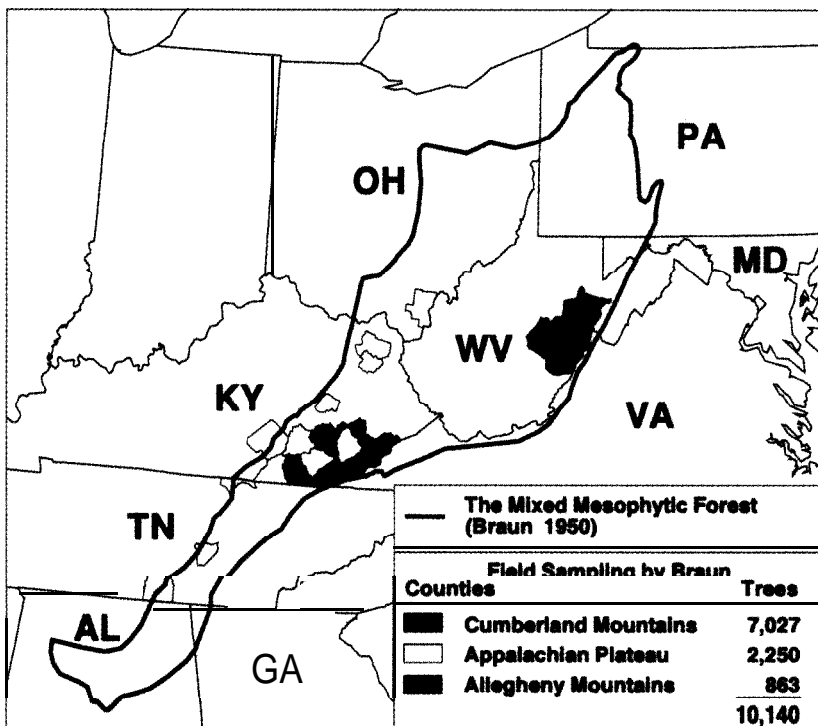 PA
OH
MD
WV
KY
VA
TN
AL
GA
The Mixed Mesophytic Forest
(Braun 1950)
Field Sampling by Braun
Counties Trees
Cumberland Mountains 7,027
Appalachian Plateau 2,250
Allegheny Mountains 863
10,140